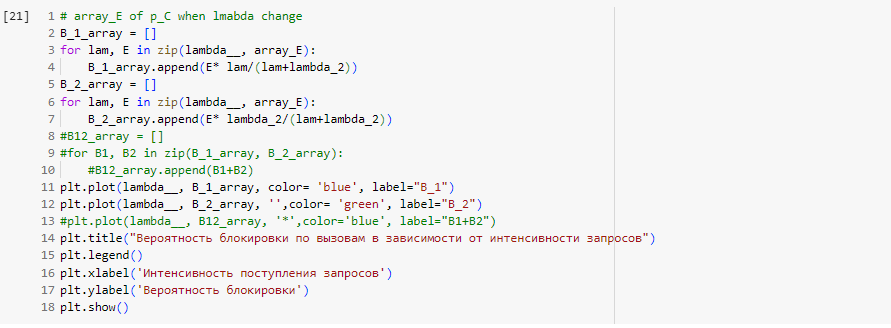 [21] 1 # array_E of p_C when lmabda change
2 B_1_array = []
3 for lam, E in zip(lambda__, array_E):
4     B_1_array.append(E* lam/(lam+lambda_2))
5 B_2_array = []
6 for lam, E in zip(lambda__, array_E):
7     B_2_array.append(E* lambda_2/(lam+lambda_2))
8 #B12_array = []
9 #for B1, B2 in zip(B_1_array, B_2_array):
10     #B12_array.append(B1+B2)
11 plt.plot(lambda__, B_1_array, color= 'blue', label="B_1")
12 plt.plot(lambda__, B_2_array, '',color= 'green', label="B_2")
13 #plt.plot(lambda__, B12_array, '*',color='blue', label="B1+B2")
14 plt.title("Вероятность блокировки по вызовам в зависимости от интенсивности запросов")
15 plt.legend()
16 plt.xlabel('Интенсивность поступления запросов')
17 plt.ylabel('Вероятность блокировки')
18 plt.show()